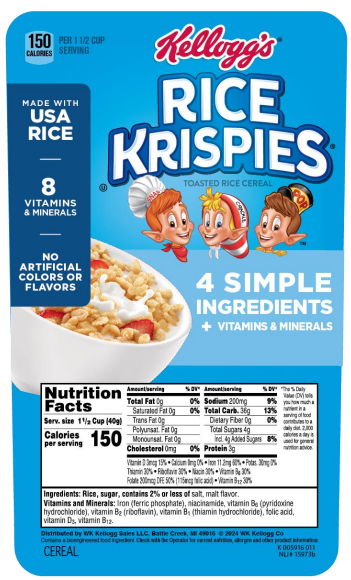 150
CALORIES
PER 1 1/2 CUP
SERVING
Kellogg's®
MADE WITH
USA
RICE
8
VITAMINS
& MINERALS
NO
ARTIFICIAL
COLORS OR
FLAVORS
RICE
KRISPIES®
TOASTED RICE CEREAL
SNAP
CRACKLE
POP
TM
4 SIMPLE
INGREDIENTS
+ VITAMINS & MINERALS
Nutrition
Facts
Serv. size 1 1/2 Cup (40g)
Calories
per serving 150
Amount/serving % DV*
Total Fat 0g 0%
Saturated Fat 0g 0%
Trans Fat 0g
Polyunsat. Fat 0g
Monounsat. Fat 0g
Cholesterol 0mg 0%
Amount/serving % DV*
Sodium 200mg 9%
Total Carb. 36g 13%
Dietary Fiber 0g 0%
Total Sugars 4g
Incl. 4g Added Sugars 8%
Protein 3g
*The % Daily
Value (DV) tells
you how much a
nutrient in a
serving of food
contributes to a
daily diet. 2,000
calories a day is
used for general
nutrition advice.
Vitamin D 3mcg 15% • Calcium 0mg 0% • Iron 11.2mg 60% • Potas. 30mg 0%
Thiamin 30% • Riboflavin 30% • Niacin 30% • Vitamin B6 30%
Folate 200mcg DFE 50% (115mcg folic acid) • Vitamin B12 30%
Ingredients: Rice, sugar, contains 2% or less of salt, malt flavor.
Vitamins and Minerals: Iron (ferric phosphate), niacinamide, vitamin B6 (pyridoxine
hydrochloride), vitamin B2 (riboflavin), vitamin B1 (thiamin hydrochloride), folic acid,
vitamin D3, vitamin B12.
Distributed by WK Kellogg Sales LLC, Battle Creek, MI 49016 © 2024 WK Kellogg Co
Contains a bioengineered food ingredient Check with the Operator for current nutrition, allergen and other product information.
CEREAL
K 005916 011
NLI# 15973b